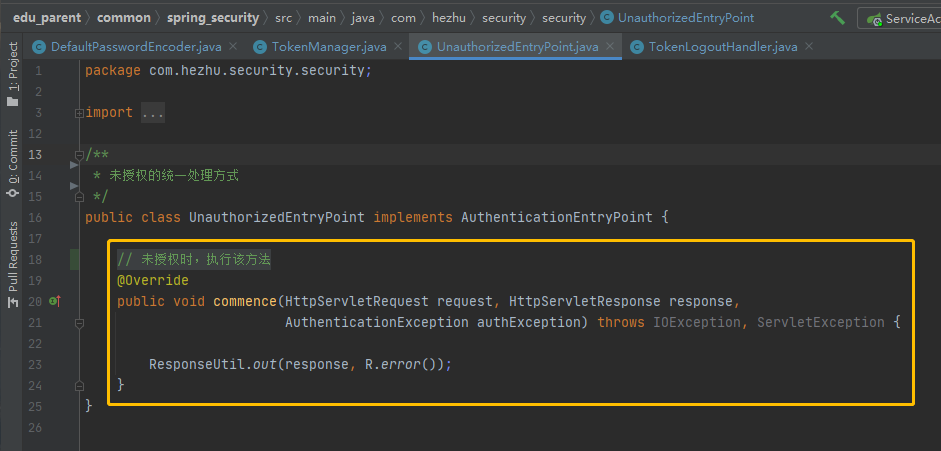 edu_parent common spring_security src main java com hezhu security security UnauthorizedEntryPoint ServiceAc
DefaultPasswordEncoder.java TokenManager.java UnauthorizedEntryPoint.java TokenLogoutHandler.java
1: Project
0: Commit
Pull Requests
1 package com.hezhu.security.security;
2
3 import ...
12
13 /**
14 * 未授权的统一处理方式
15 */
16 public class UnauthorizedEntryPoint implements AuthenticationEntryPoint {
17
18 // 未授权时，执行该方法
19 @Override
20 public void commence(HttpServletRequest request, HttpServletResponse response,
21 AuthenticationException authException) throws IOException, ServletException {
22
23 ResponseUtil.out(response, R.error());
24 }
25 }
26